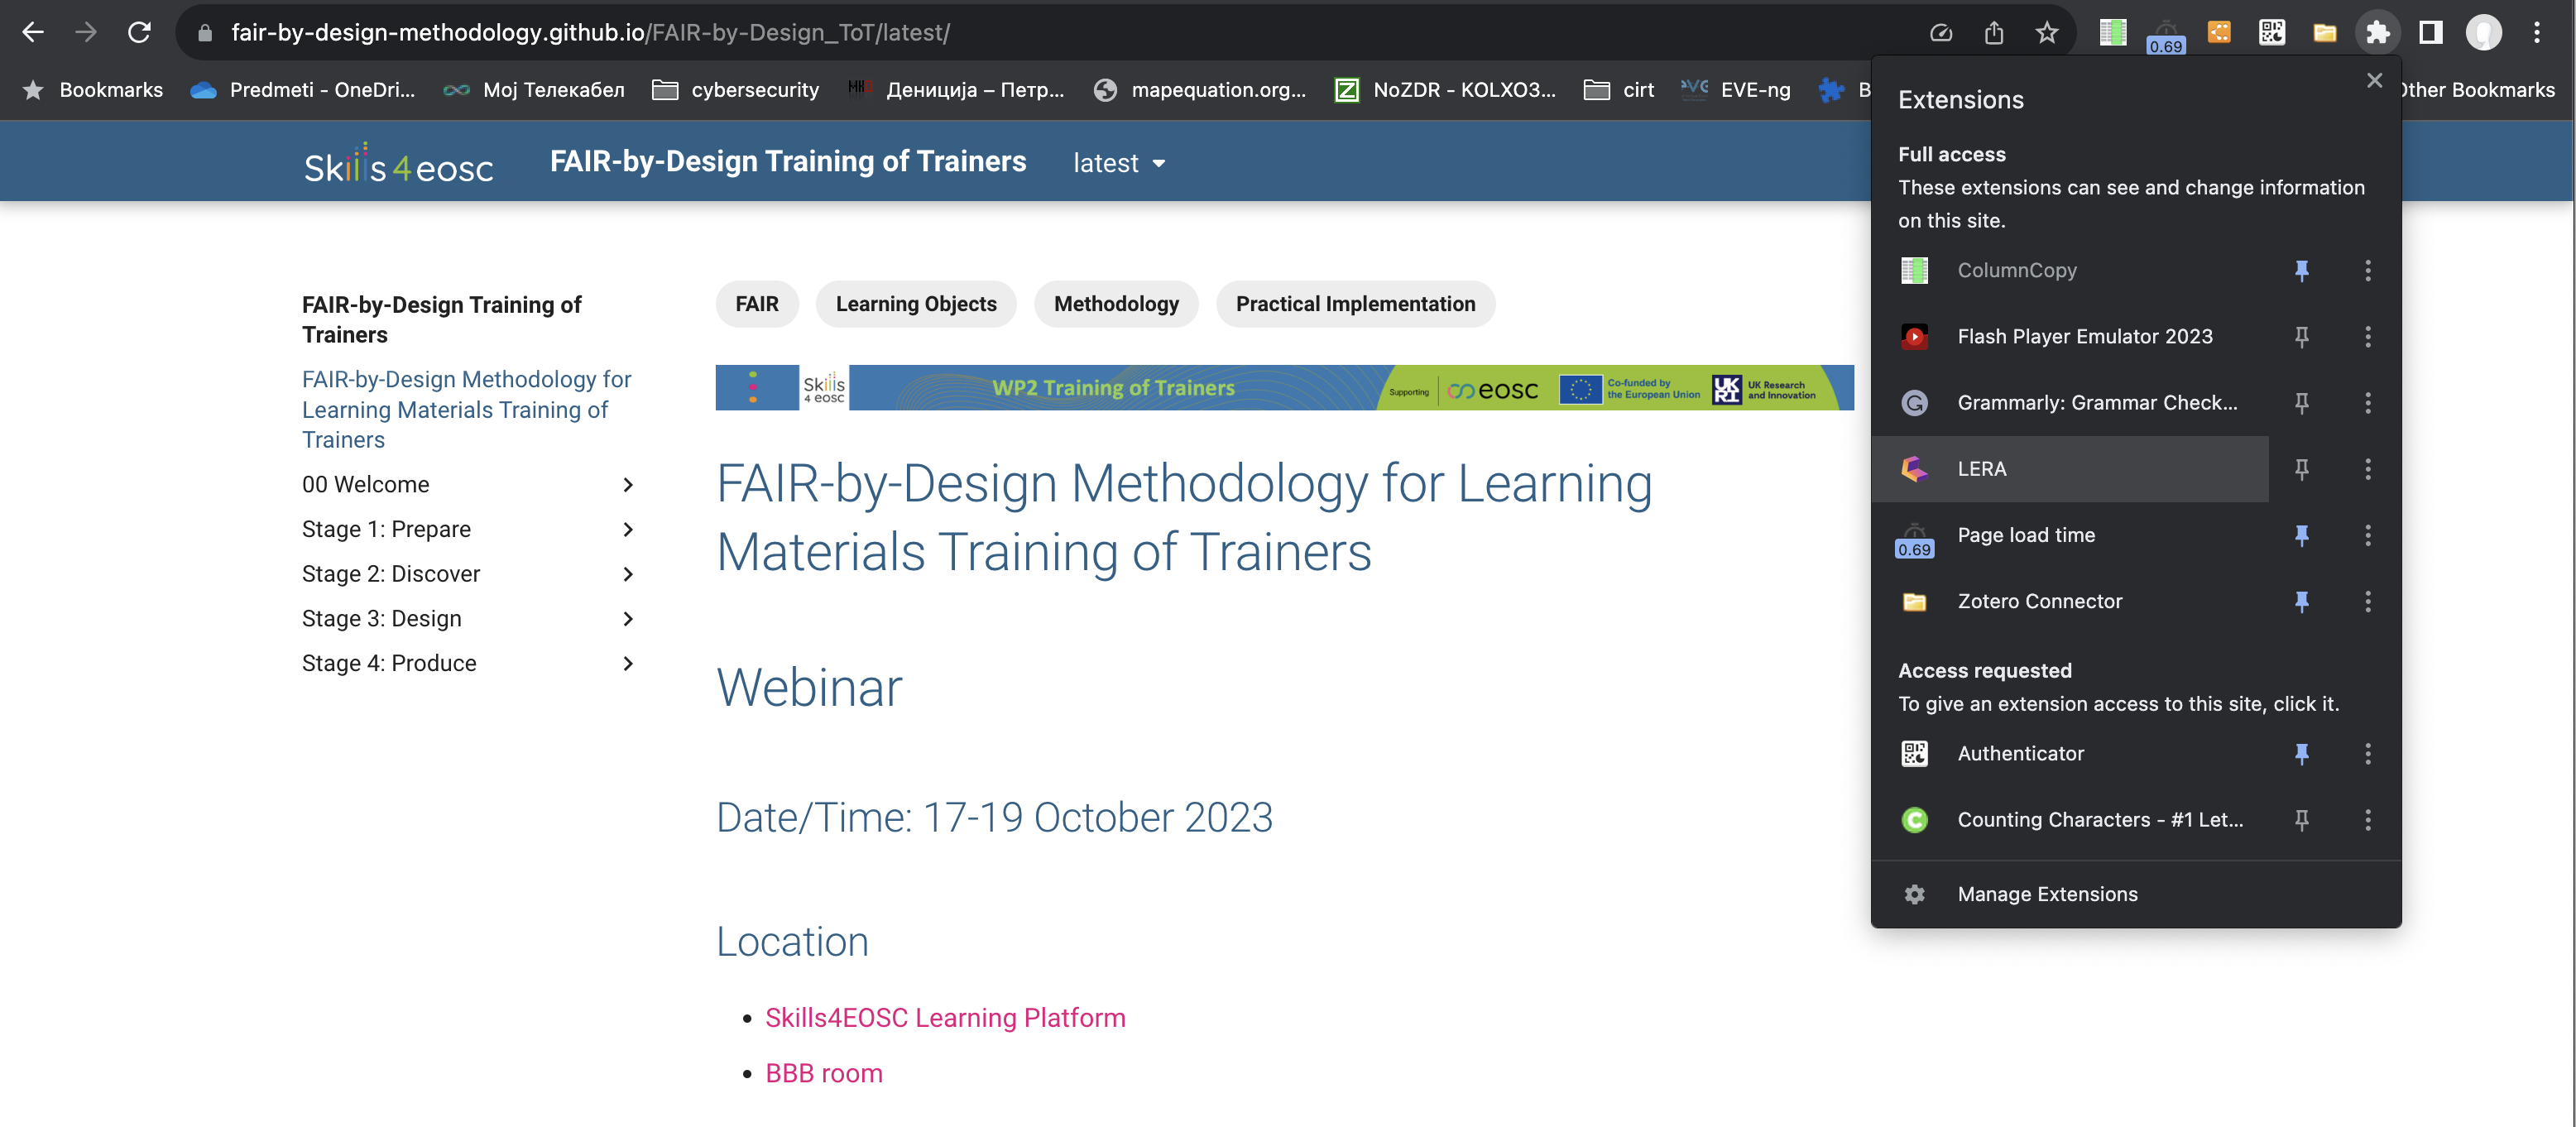 fair-by-design-methodology.github.io/FAIR-by-Design_ToT/latest/
0.69
Bookmarks
Predmeti - OneDri...
Мој Телекабел
cybersecurity
Дениција – Петр...
mapequation.org...
NoZDR - KOLXO3...
cirt
EVE-ng
B
Other Bookmarks
Skills4eosc
FAIR-by-Design Training of Trainers
latest
FAIR-by-Design Training of
Trainers
FAIR-by-Design Methodology for
Learning Materials Training of
Trainers
00 Welcome
Stage 1: Prepare
Stage 2: Discover
Stage 3: Design
Stage 4: Produce
FAIR
Learning Objects
Methodology
Practical Implementation
Skills
4 eosc
WP2 Training of Trainers
Supporting
eosc
Co-funded by
the European Union
UK
RI
UK Research
and Innovation
FAIR-by-Design Methodology for Learning
Materials Training of Trainers
Webinar
Date/Time: 17-19 October 2023
Location
Skills4EOSC Learning Platform
BBB room
Extensions
Full access
These extensions can see and change information
on this site.
ColumnCopy
Flash Player Emulator 2023
Grammarly: Grammar Check...
LERA
0.69
Page load time
Zotero Connector
Access requested
To give an extension access to this site, click it.
Authenticator
Counting Characters - #1 Let...
Manage Extensions